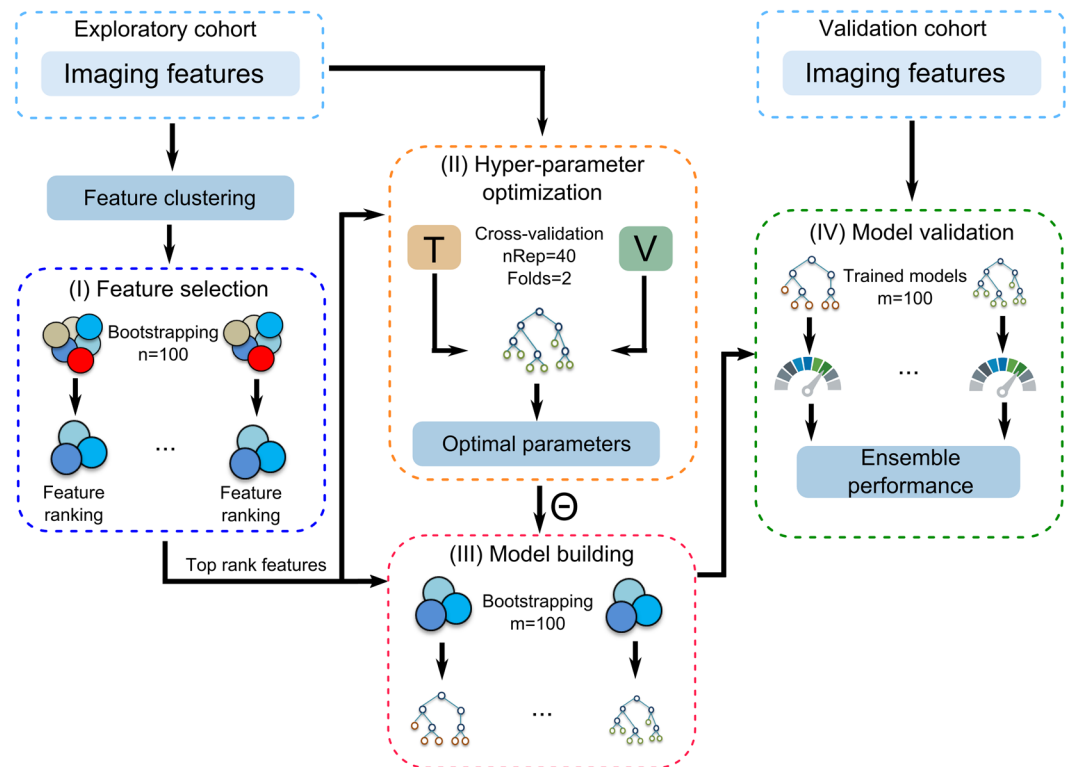 Exploratory cohort
Imaging features
Feature clustering
(I) Feature selection
Bootstrapping
n=100
...
Feature
ranking
Feature
ranking
Top rank features
(II) Hyper-parameter
optimization
T
Cross-validation
nRep=40
Folds=2
V
Optimal parameters
Θ
(III) Model building
Bootstrapping
m=100
...
Validation cohort
Imaging features
(IV) Model validation
Trained models
m=100
...
Ensemble
performance